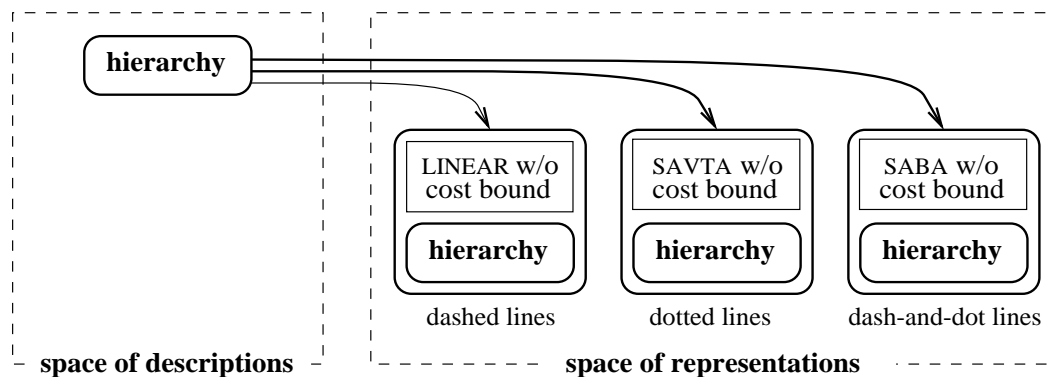 hierarchy
LINEAR w/o
cost bound
hierarchy
dashed lines
SAVTA w/o
cost bound
hierarchy
dotted lines
SABA w/o
cost bound
hierarchy
dash-and-dot lines
space of descriptions
space of representations